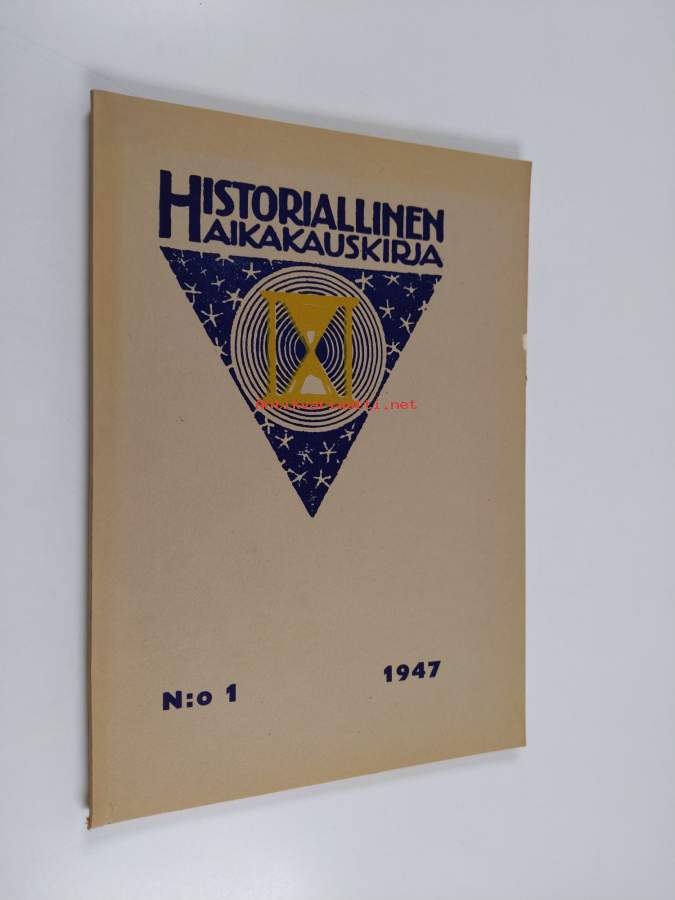 HISTORIALLINEN
AIKAKAUSKIRJA
antikvariaatti.net
N:o 1
1947